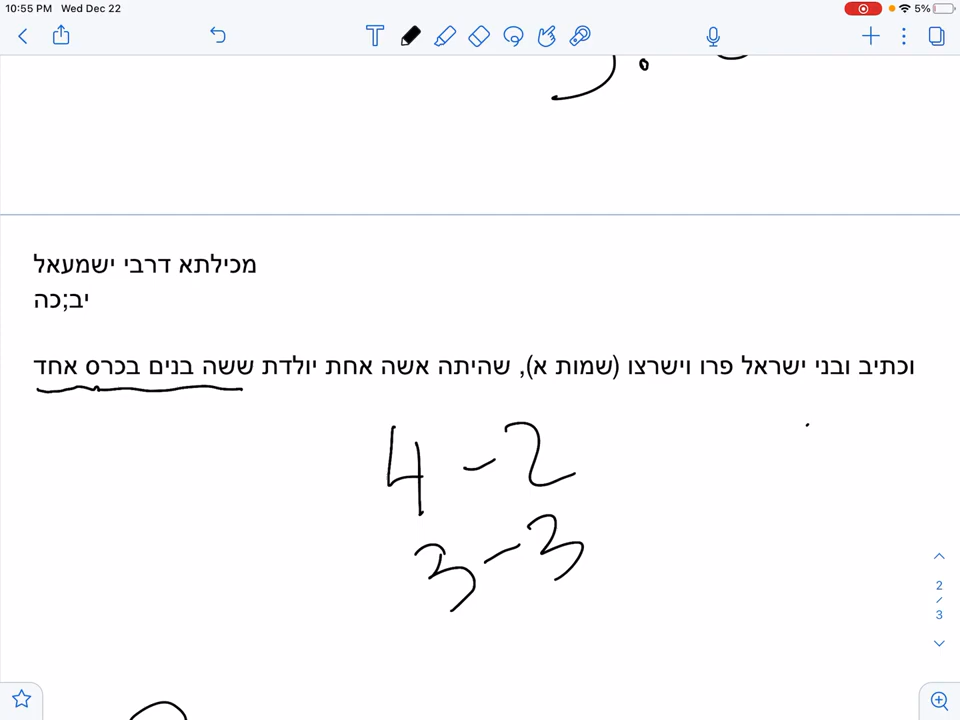 10:55 PM Wed Dec 22
5%
T
מכילתא דרבי ישמעאל
יב;כה
וכתיב ובני ישראל פרו וישרצו (שמות א), שהיתה אשה אחת יולדת ששה בנים בכרס אחד
4 - 2
3 - 3
2
/
3